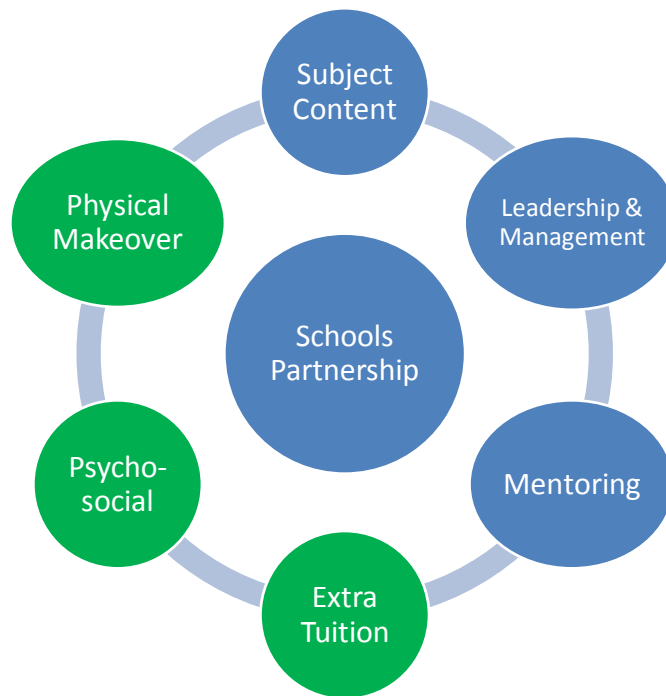 Subject
Content
Leadership &
Management
Mentoring
Extra
Tuition
Psycho-
social
Physical
Makeover
Schools
Partnership